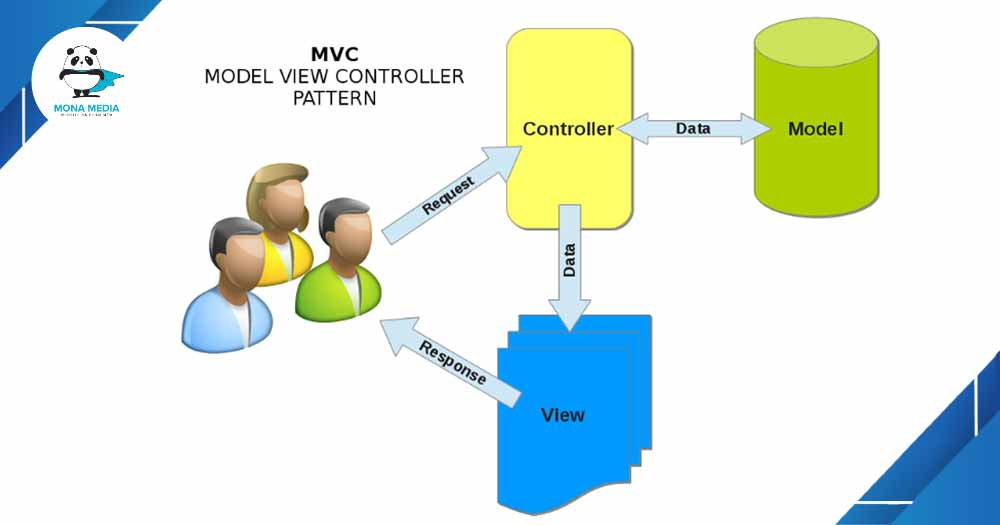 MVC
MODEL VIEW CONTROLLER
PATTERN
MONA MEDIA
Controller
Data
Model
Request
Data
Response
View